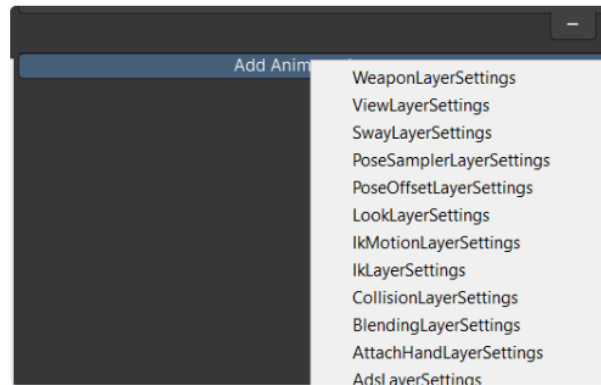 Add Anim
WeaponLayerSettings
ViewLayerSettings
SwayLayerSettings
PoseSamplerLayerSettings
PoseOffsetLayerSettings
LookLayerSettings
IkMotionLayerSettings
IkLayerSettings
CollisionLayerSettings
BlendingLayerSettings
AttachHandLayerSettings
AdsLayerSettings